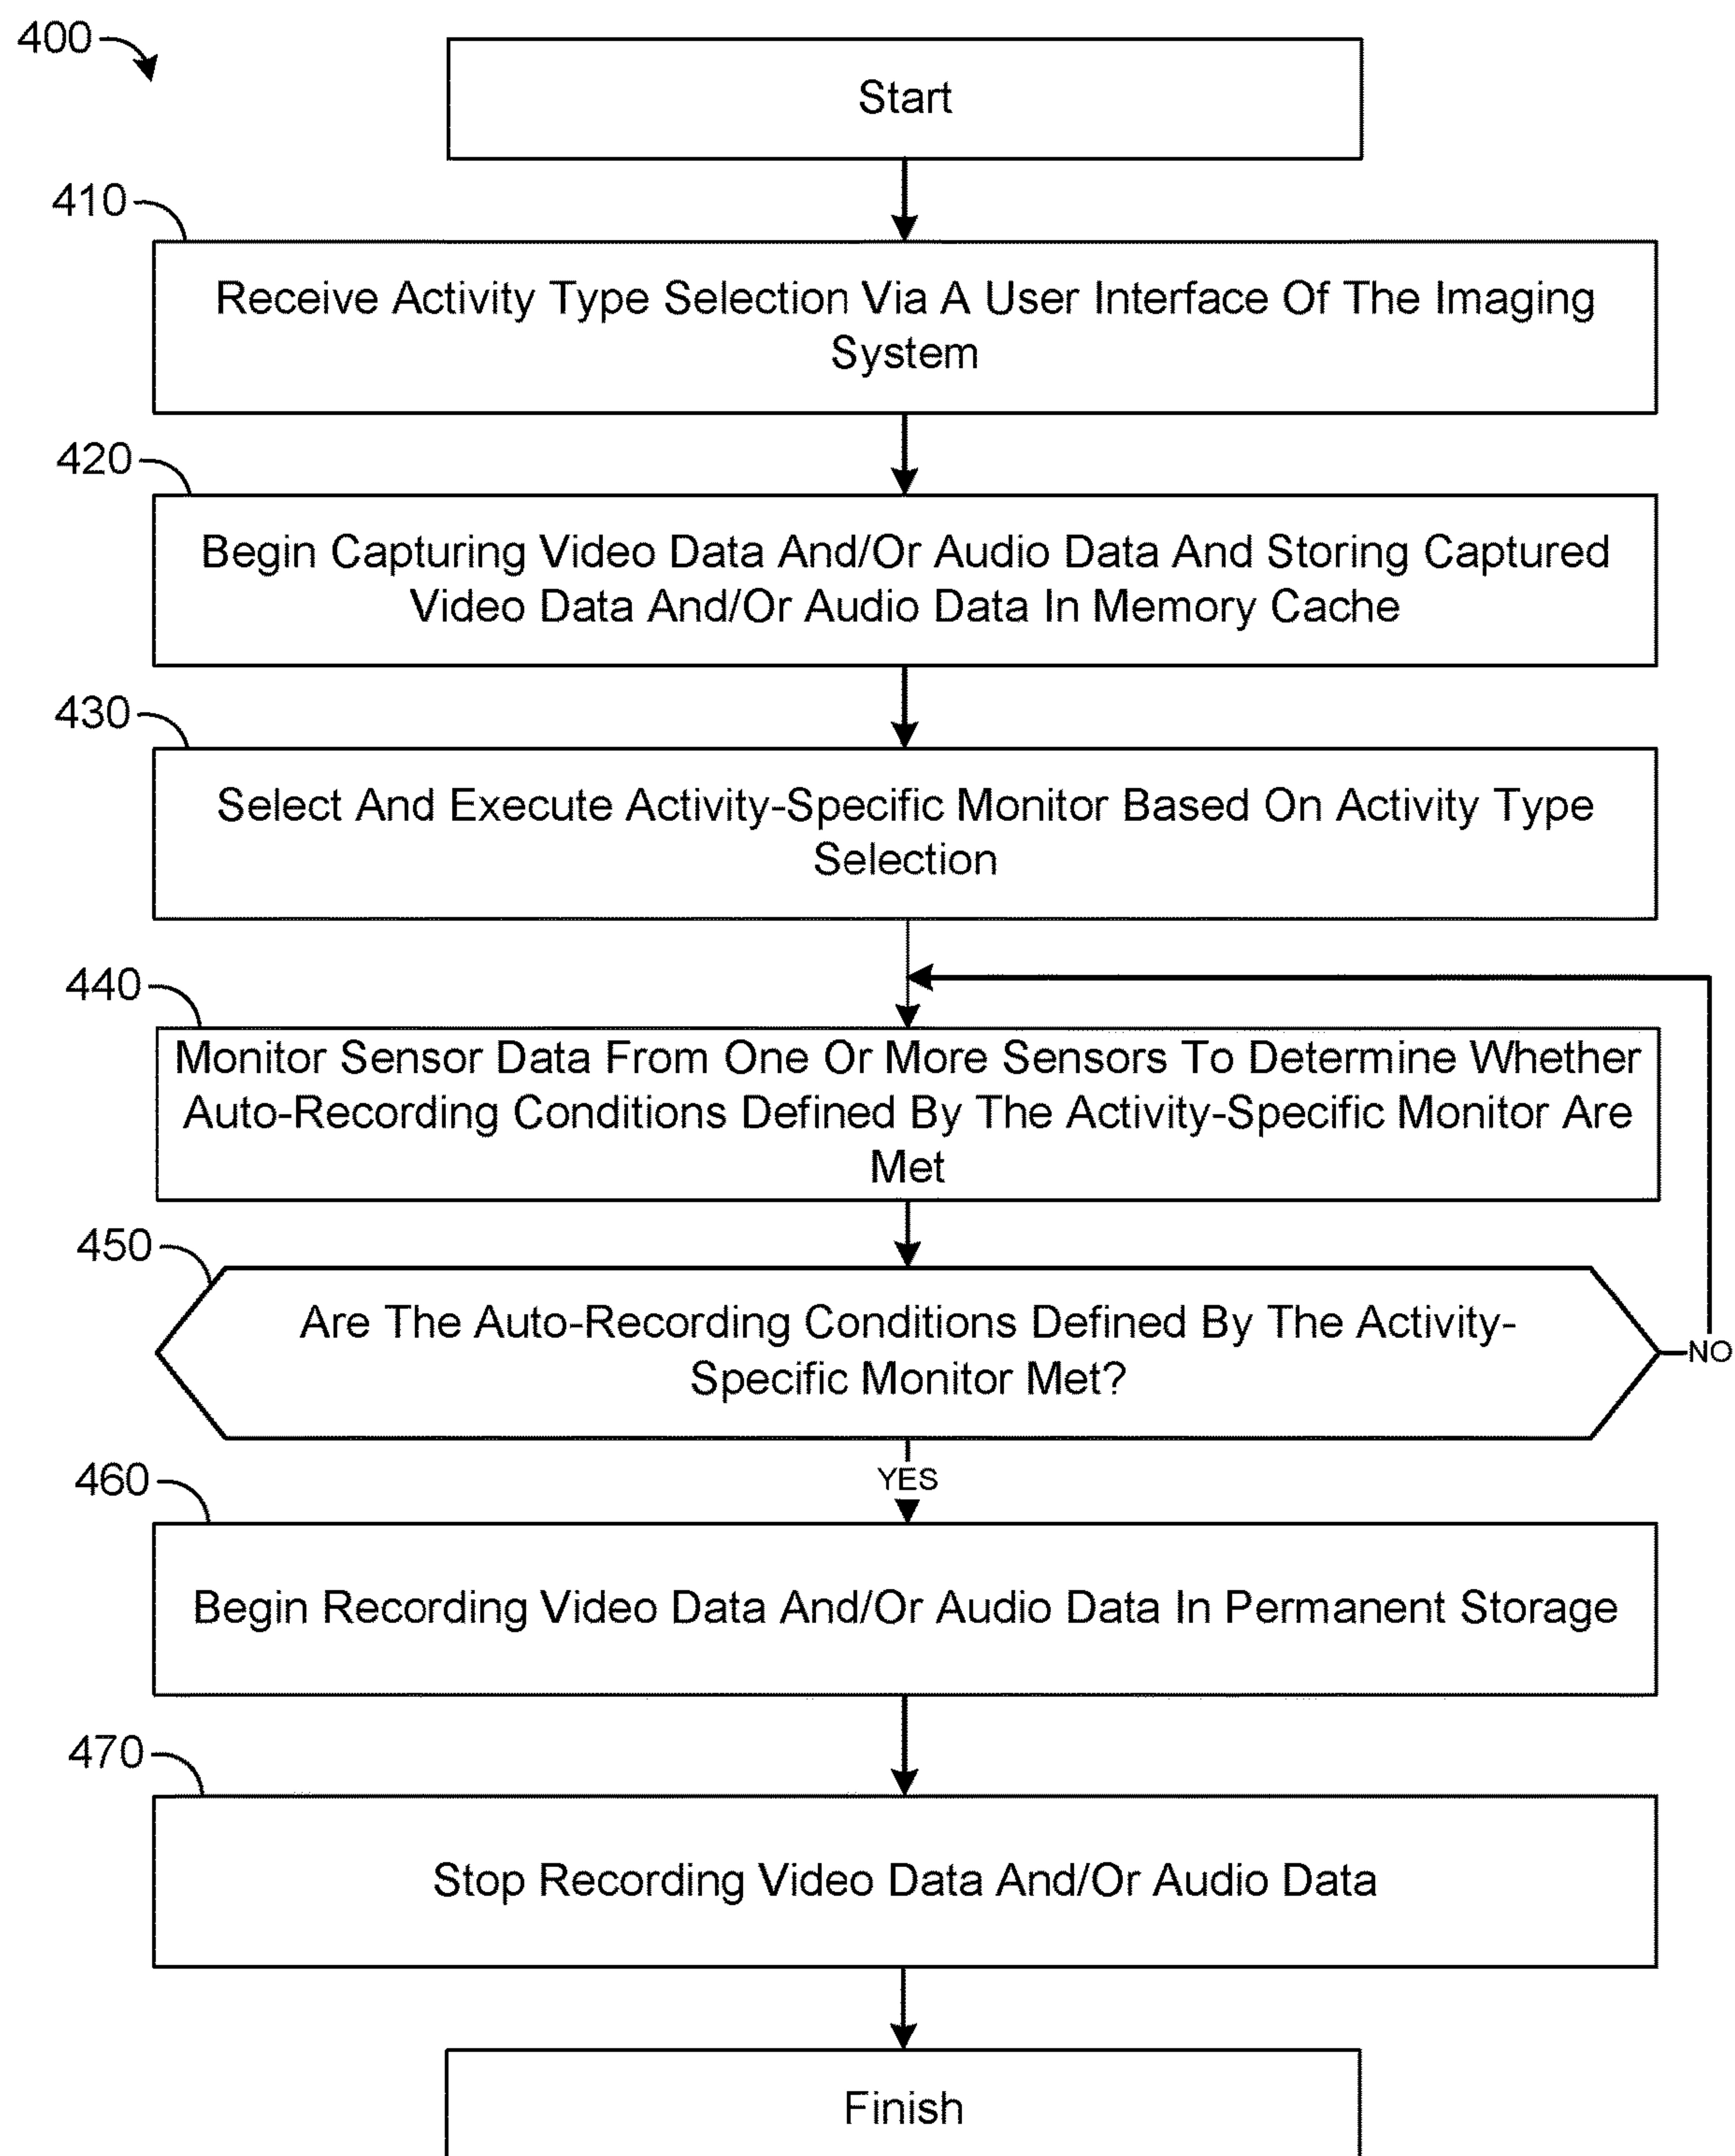 400
Start
410
Receive Activity Type Selection Via A User Interface Of The Imaging
System
420
Begin Capturing Video Data And/Or Audio Data And Storing Captured
Video Data And/Or Audio Data In Memory Cache
430
Select And Execute Activity-Specific Monitor Based On Activity Type
Selection
440
Monitor Sensor Data From One Or More Sensors To Determine Whether
Auto-Recording Conditions Defined By The Activity-Specific Monitor Are
Met
450
Are The Auto-Recording Conditions Defined By The Activity-
Specific Monitor Met?
NO
YES
460
Begin Recording Video Data And/Or Audio Data In Permanent Storage
470
Stop Recording Video Data And/Or Audio Data
Finish